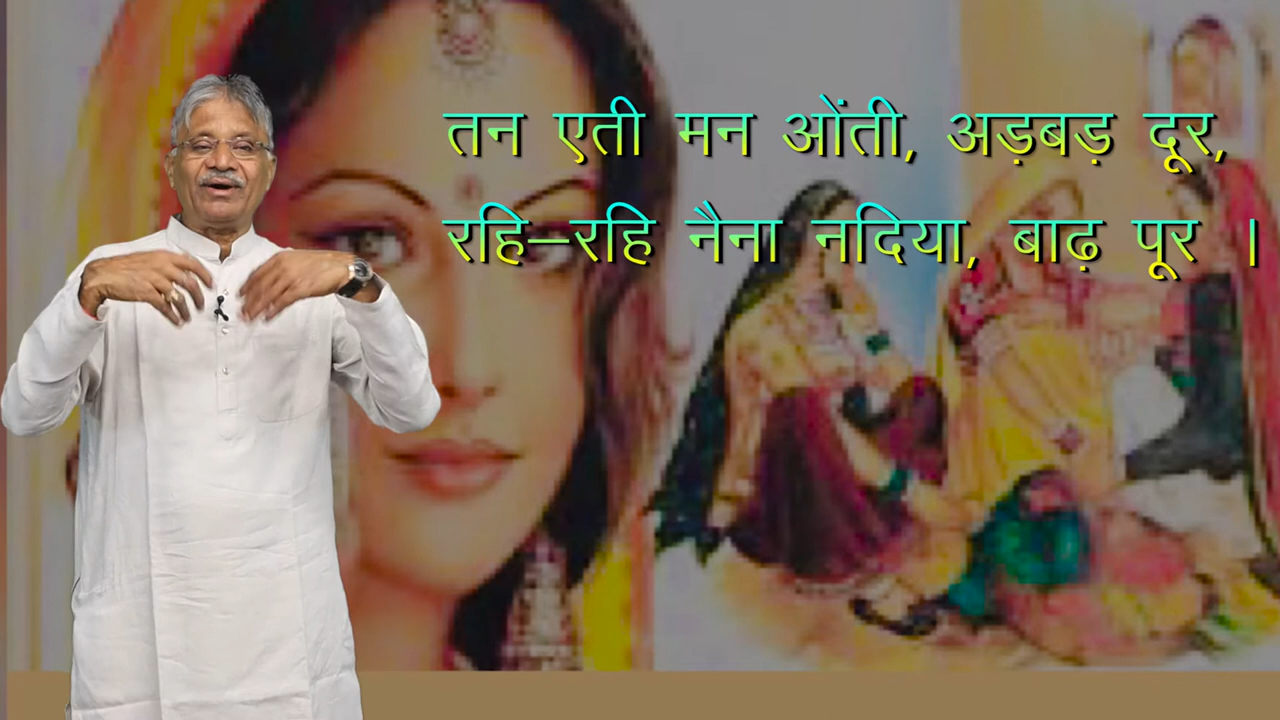 तन एती मन ओंती, अड़बड़ दूर,
रहि–रहि नैना नदिया, बाढ़ पूर ।